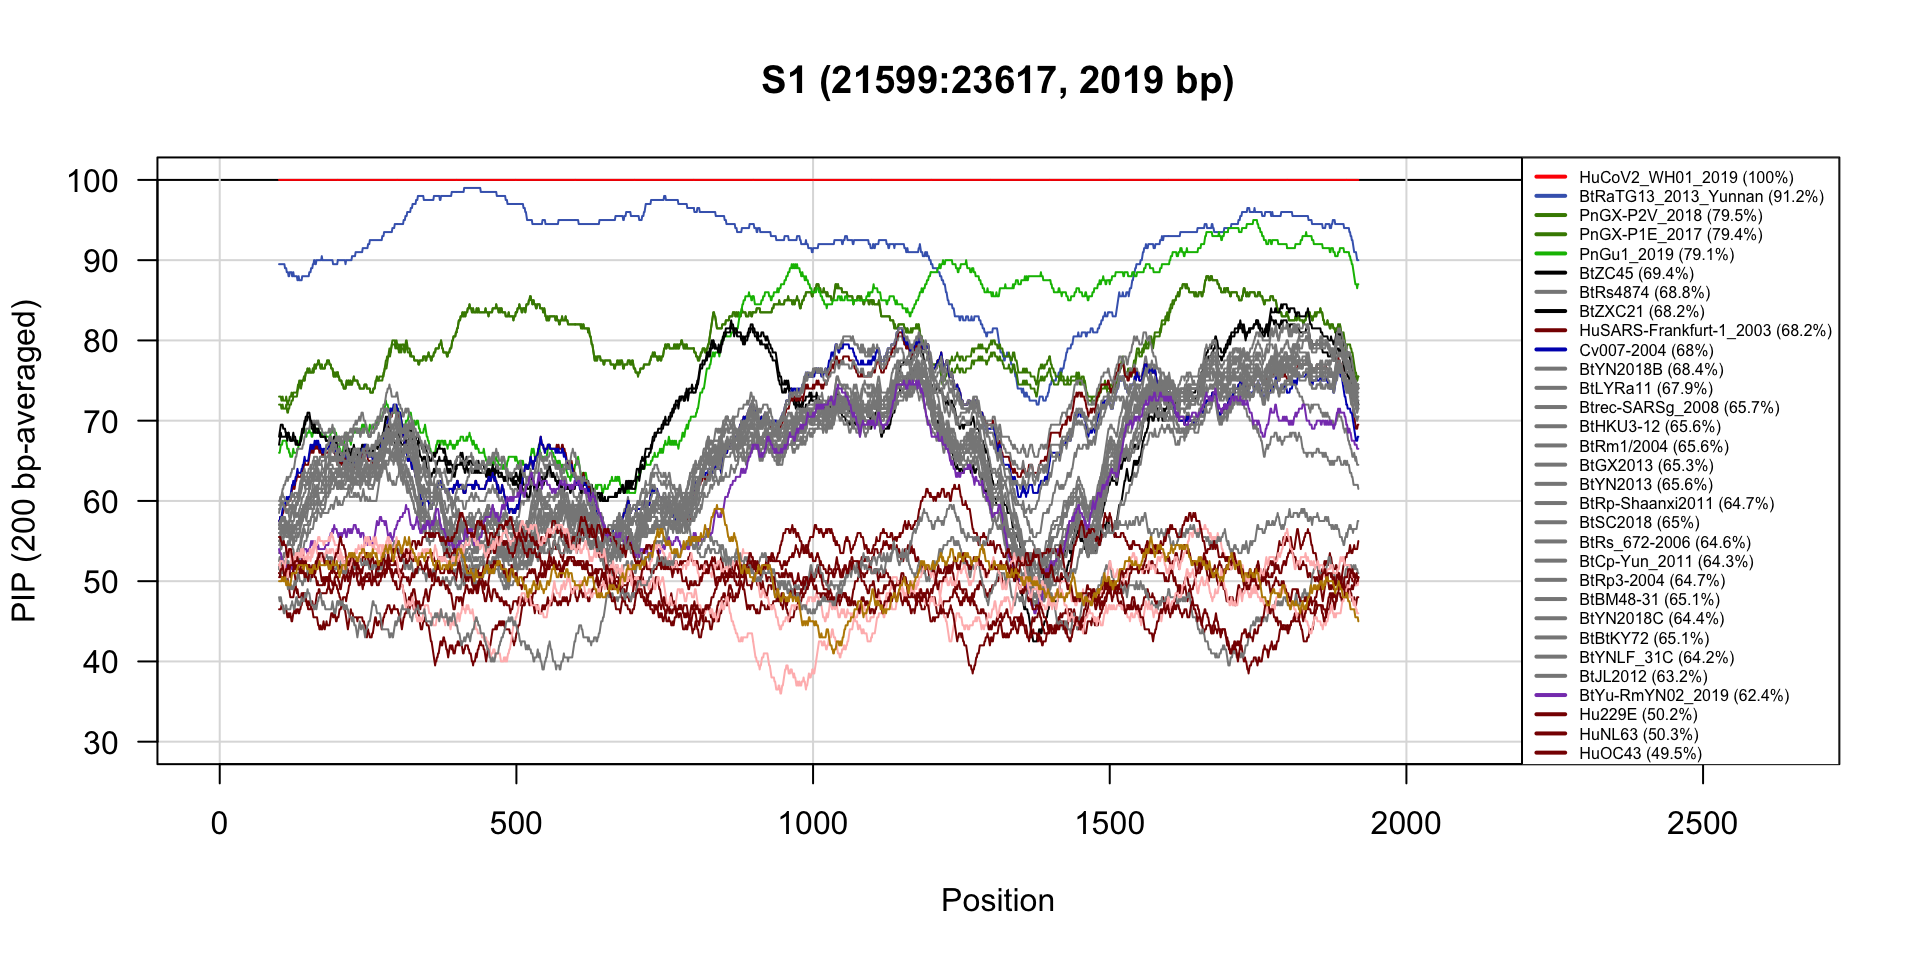 S1 (21599:23617, 2019 bp)
PIP (200 bp-averaged)
100
90
80
70
60
50
40
30
0
500
1000
1500
2000
2500
Position
HuCoV2_WH01_2019 (100%)
BtRaTG13_2013_Yunnan (91.2%)
PnGX-P2V_2018 (79.5%)
PnGX-P1E_2017 (79.4%)
PnGu1_2019 (79.1%)
BtZC45 (69.4%)
BtRs4874 (68.8%)
BtZXC21 (68.2%)
HuSARS-Frankfurt-1_2003 (68.2%)
Cv007-2004 (68%)
BtYN2018B (68.4%)
BtLYRa11 (67.9%)
Btrec-SARSg_2008 (65.7%)
BtHKU3-12 (65.6%)
BtRm1/2004 (65.6%)
BtGX2013 (65.3%)
BtYN2013 (65.6%)
BtRp-Shaanxi2011 (64.7%)
BtSC2018 (65%)
BtRs_672-2006 (64.6%)
BtCp-Yun_2011 (64.3%)
BtRp3-2004 (64.7%)
BtBM48-31 (65.1%)
BtYN2018C (64.4%)
BtBtKY72 (65.1%)
BtYNLF_31C (64.2%)
BtJL2012 (63.2%)
BtYu-RmYN02_2019 (62.4%)
Hu229E (50.2%)
HuNL63 (50.3%)
HuOC43 (49.5%)